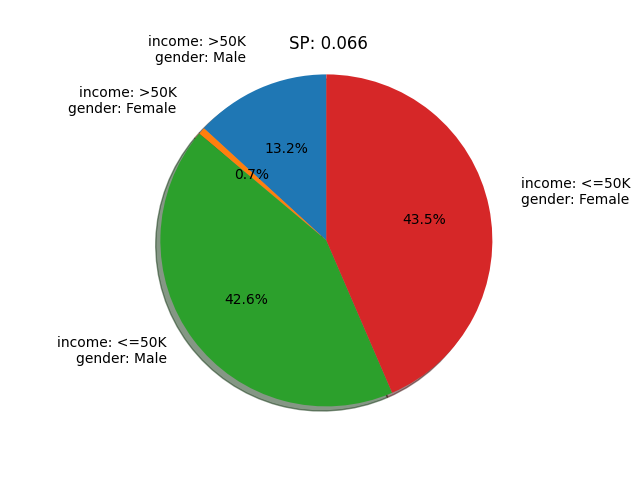 income: >50K
gender: Male
SP: 0.066
income: >50K
gender: Female
13.2%
0.7%
income: <=50K
gender: Female
43.5%
42.6%
income: <=50K
gender: Male